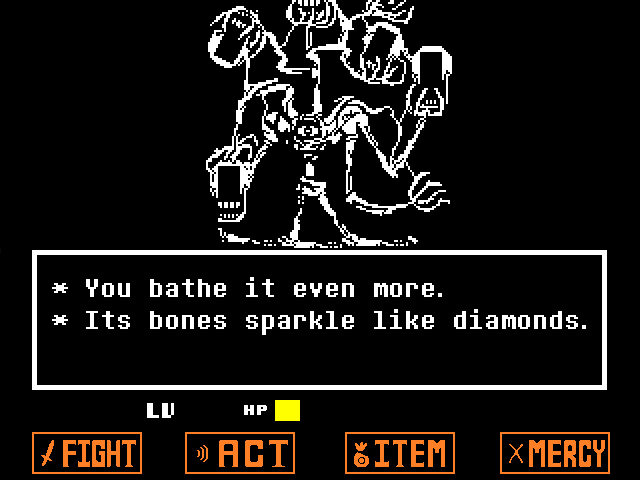 * You bathe it even more.
* Its bones sparkle like diamonds.
LV HP
FIGHT ACT ITEM MERCY